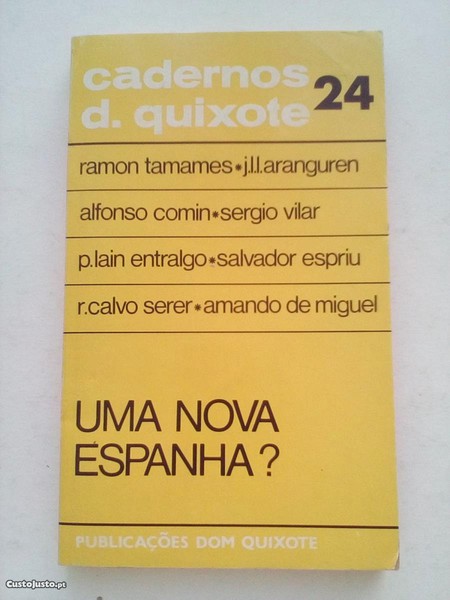 cadernos
d. quixote 24
ramon tamames*j.l.l.aranguren
alfonso comin*sergio vilar
p.lain entralgo*salvador espriu
r.calvo serer*amando de miguel
UMA NOVA
ESPANHA?
PUBLICAÇÕES DOM QUIXOTE
CustoJusto.pt